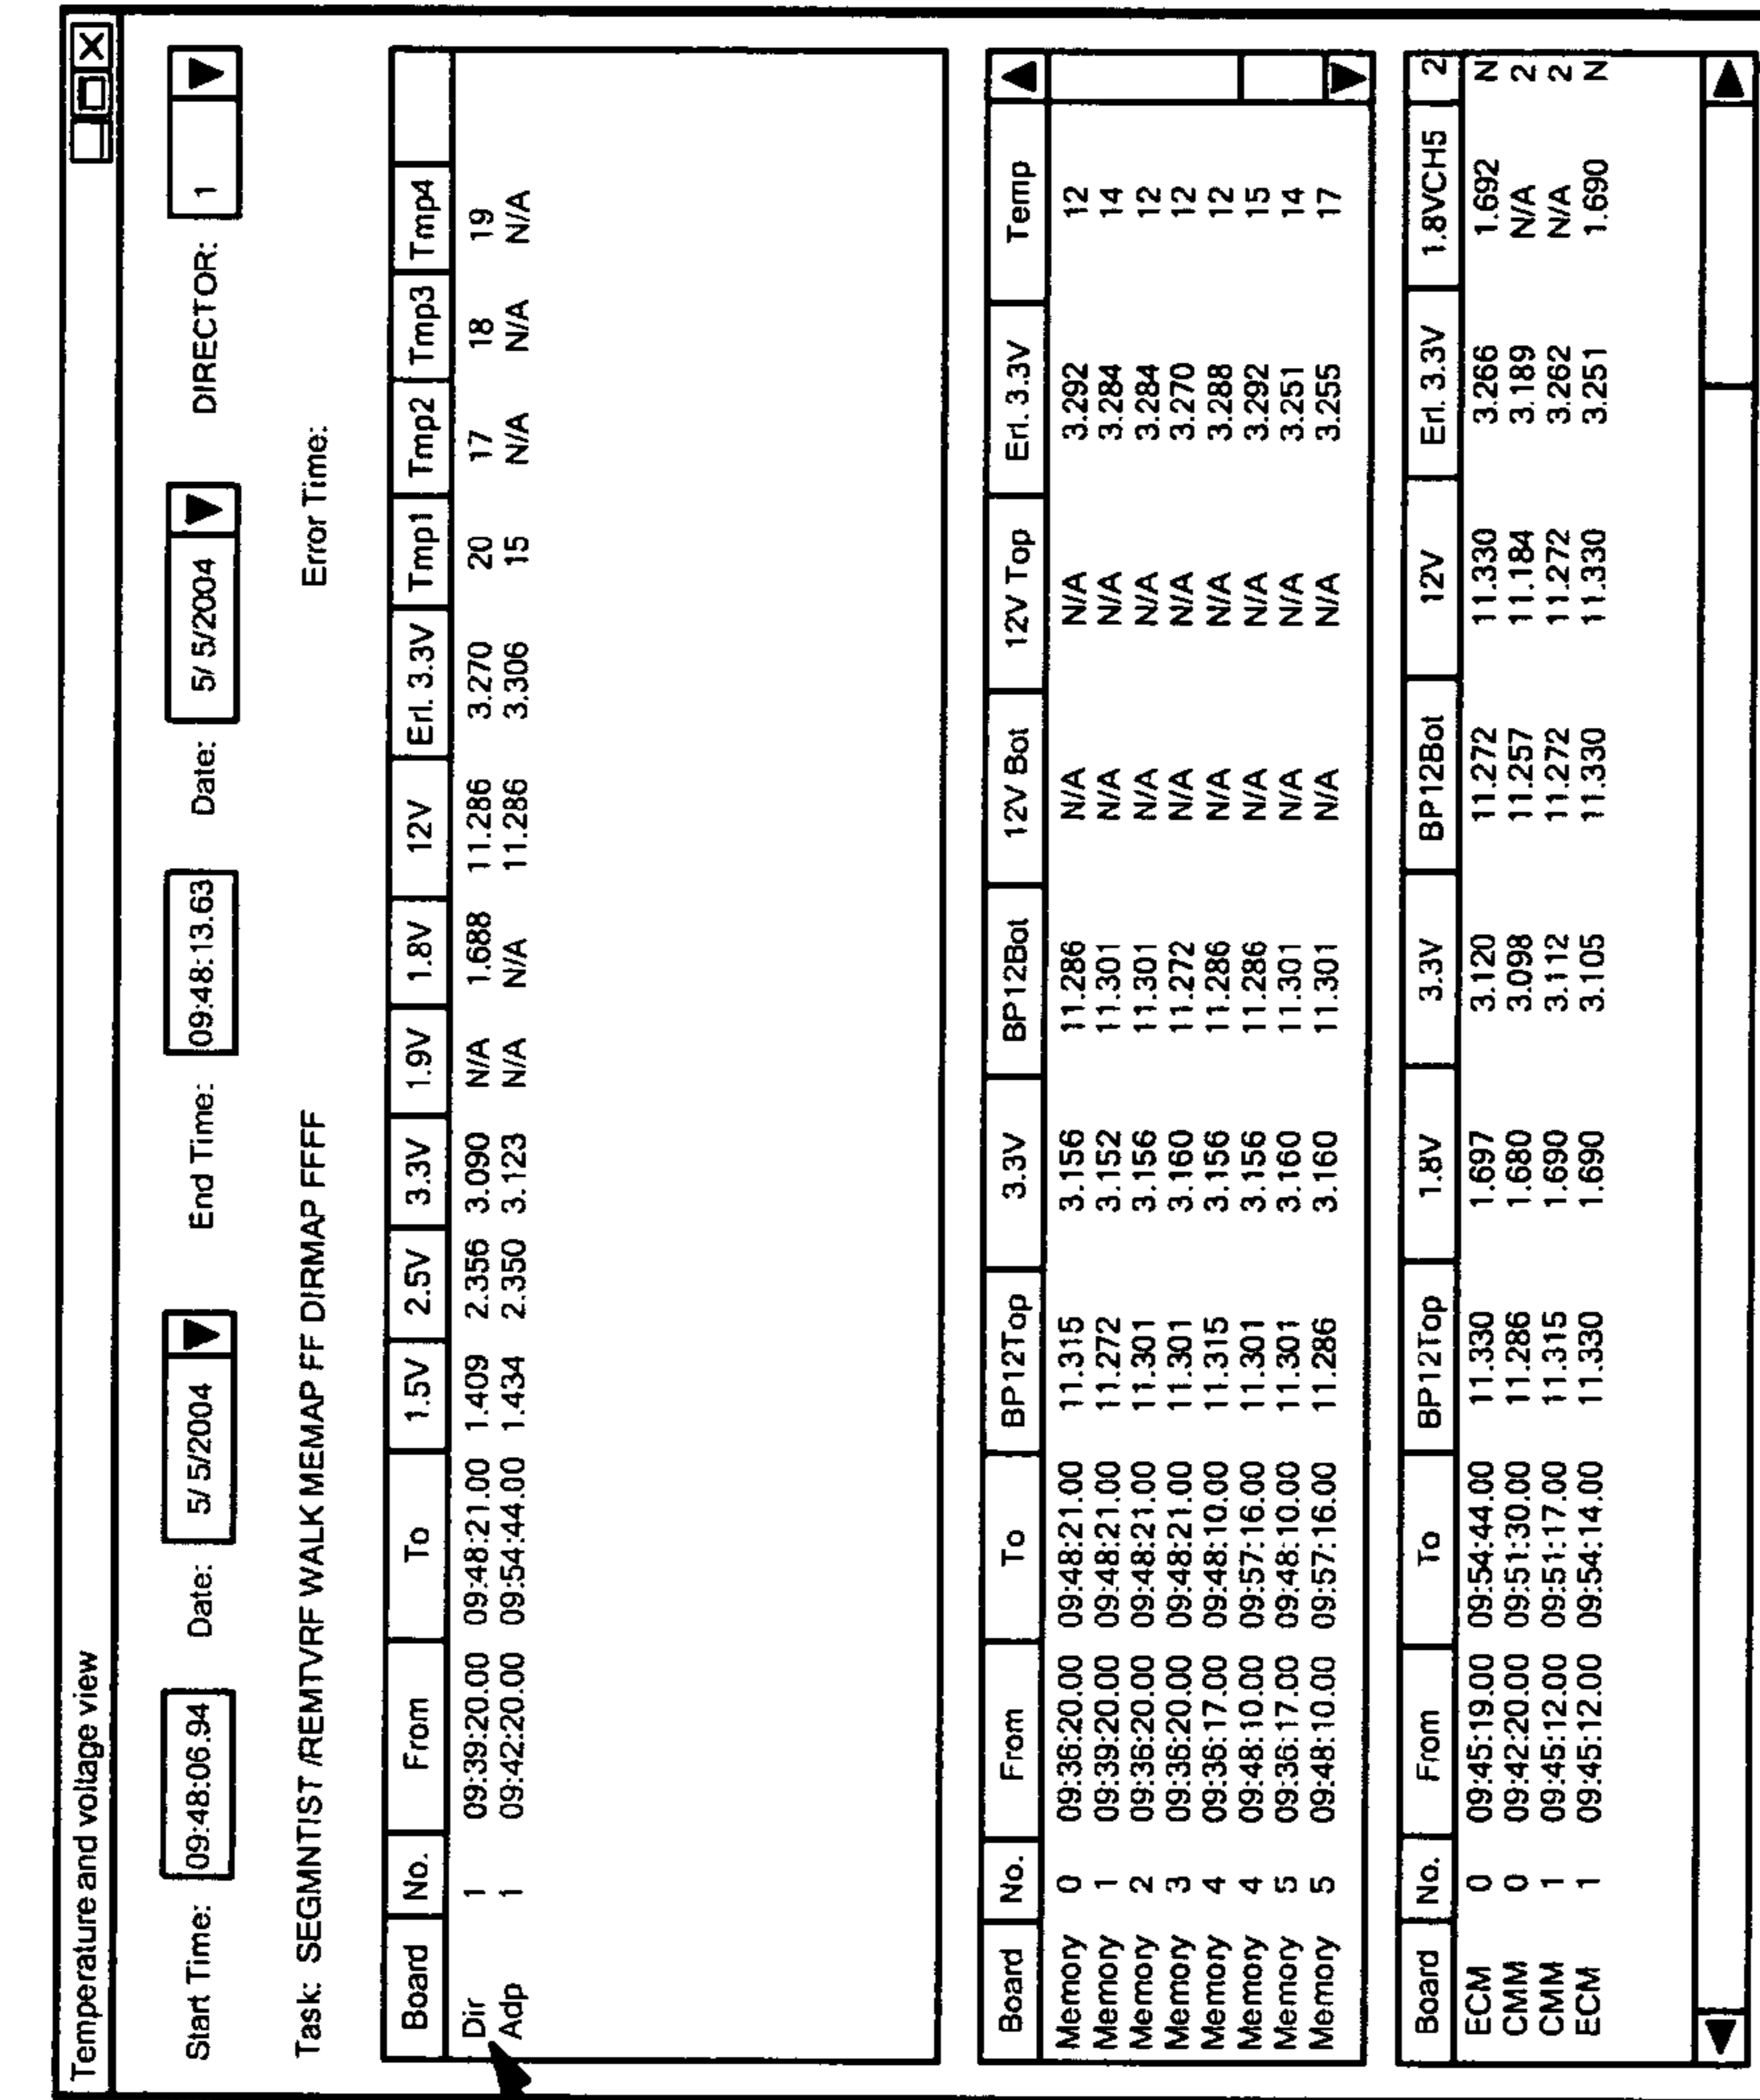 Temperature and voltage view
Start Time: 09:48:06.94 Date: 5/ 5/2004 End Time: 09:48:13.63 Date: 5/ 5/2004 DIRECTOR: 1
Task: SEGMNTIST /REMTVRF WALK MEMAP FF DIRMAP FFFF Error Time:
Board No. From To 1.5V 2.5V 3.3V 1.9V 1.8V 12V Erl. 3.3V Tmp1 Tmp2 Tmp3 Tmp4
Dir 1 09:39:20.00 09:48:21.00 1.409 2.356 3.090 N/A 1.688 11.286 3.270 20 17 18 19
Adp 1 09:42:20.00 09:54:44.00 1.434 2.350 3.123 N/A N/A 11.286 3.306 15 N/A N/A N/A
Board No. From To BP12Top 3.3V BP12Bot 12V Bot 12V Top Erl. 3.3V Temp
Memory 0 09:36:20.00 09:48:21.00 11.315 3.156 11.286 N/A N/A 3.292 12
Memory 1 09:39:20.00 09:48:21.00 11.272 3.152 11.301 N/A N/A 3.284 14
Memory 2 09:36:20.00 09:48:21.00 11.301 3.156 11.301 N/A N/A 3.284 12
Memory 3 09:36:20.00 09:48:21.00 11.301 3.160 11.272 N/A N/A 3.270 12
Memory 4 09:36:17.00 09:48:10.00 11.315 3.156 11.286 N/A N/A 3.288 12
Memory 4 09:48:10.00 09:57:16.00 11.301 3.156 11.286 N/A N/A 3.292 15
Memory 5 09:36:17.00 09:48:10.00 11.301 3.160 11.301 N/A N/A 3.251 14
Memory 5 09:48:10.00 09:57:16.00 11.286 3.160 11.301 N/A N/A 3.255 17
Board No. From To BP12Top 1.8V 3.3V BP12Bot 12V Erl. 3.3V 1.8VCH5 2
ECM 0 09:45:19.00 09:54:44.00 11.330 1.697 3.120 11.272 11.330 3.266 1.692 N
CMM 0 09:42:20.00 09:51:30.00 11.286 1.680 3.098 11.257 11.184 3.189 N/A 2
CMM 1 09:45:12.00 09:51:17.00 11.315 1.690 3.112 11.272 11.272 3.262 N/A 2
ECM 1 09:45:12.00 09:54:14.00 11.330 1.690 3.105 11.330 11.330 3.251 1.690 N